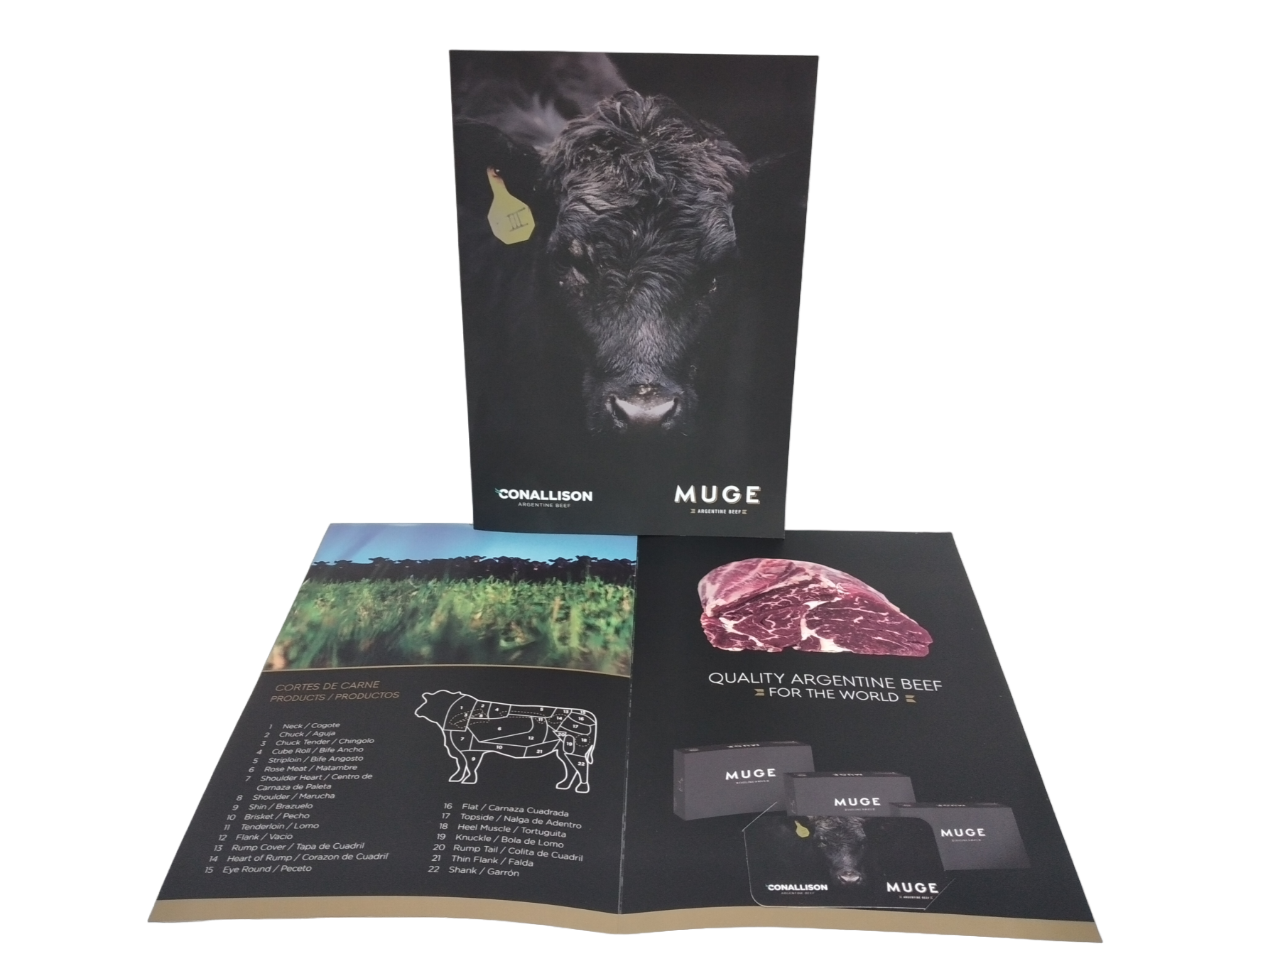 CONALLISON
ARGENTINE BEEF
MUGE
ARGENTINE BEEF
CORTES DE CARNE
PRODUCTS / PRODUCTOS
1 Neck / Cogote
2 Chuck / Aguja
3 Chuck Tender / Chingolo
4 Cube Roll / Bife Ancho
5 Striploin / Bife Angosto
6 Rose Meat / Matambre
7 Shoulder Heart / Centro de
Carnaza de Paleta
8 Shoulder / Marucha
9 Shin / Brazuelo
10 Brisket / Pecho
11 Tenderloin / Lomo
12 Flank / Vacio
13 Rump Cover / Tapa de Cuadril
14 Heart of Rump / Corazon de Cuadril
15 Eye Round / Peceto
16 Flat / Carnaza Cuadrada
17 Topside / Nalga de Adentro
18 Heel Muscle / Tortuguita
19 Knuckle / Bola de Lomo
20 Rump Tail / Colita de Cuadril
21 Thin Flank / Falda
22 Shank / Garrón
QUALITY ARGENTINE BEEF
FOR THE WORLD
MUGE
MUGE
MUGE
CONALLISON
ARGENTINE BEEF
MUGE
ARGENTINE BEEF